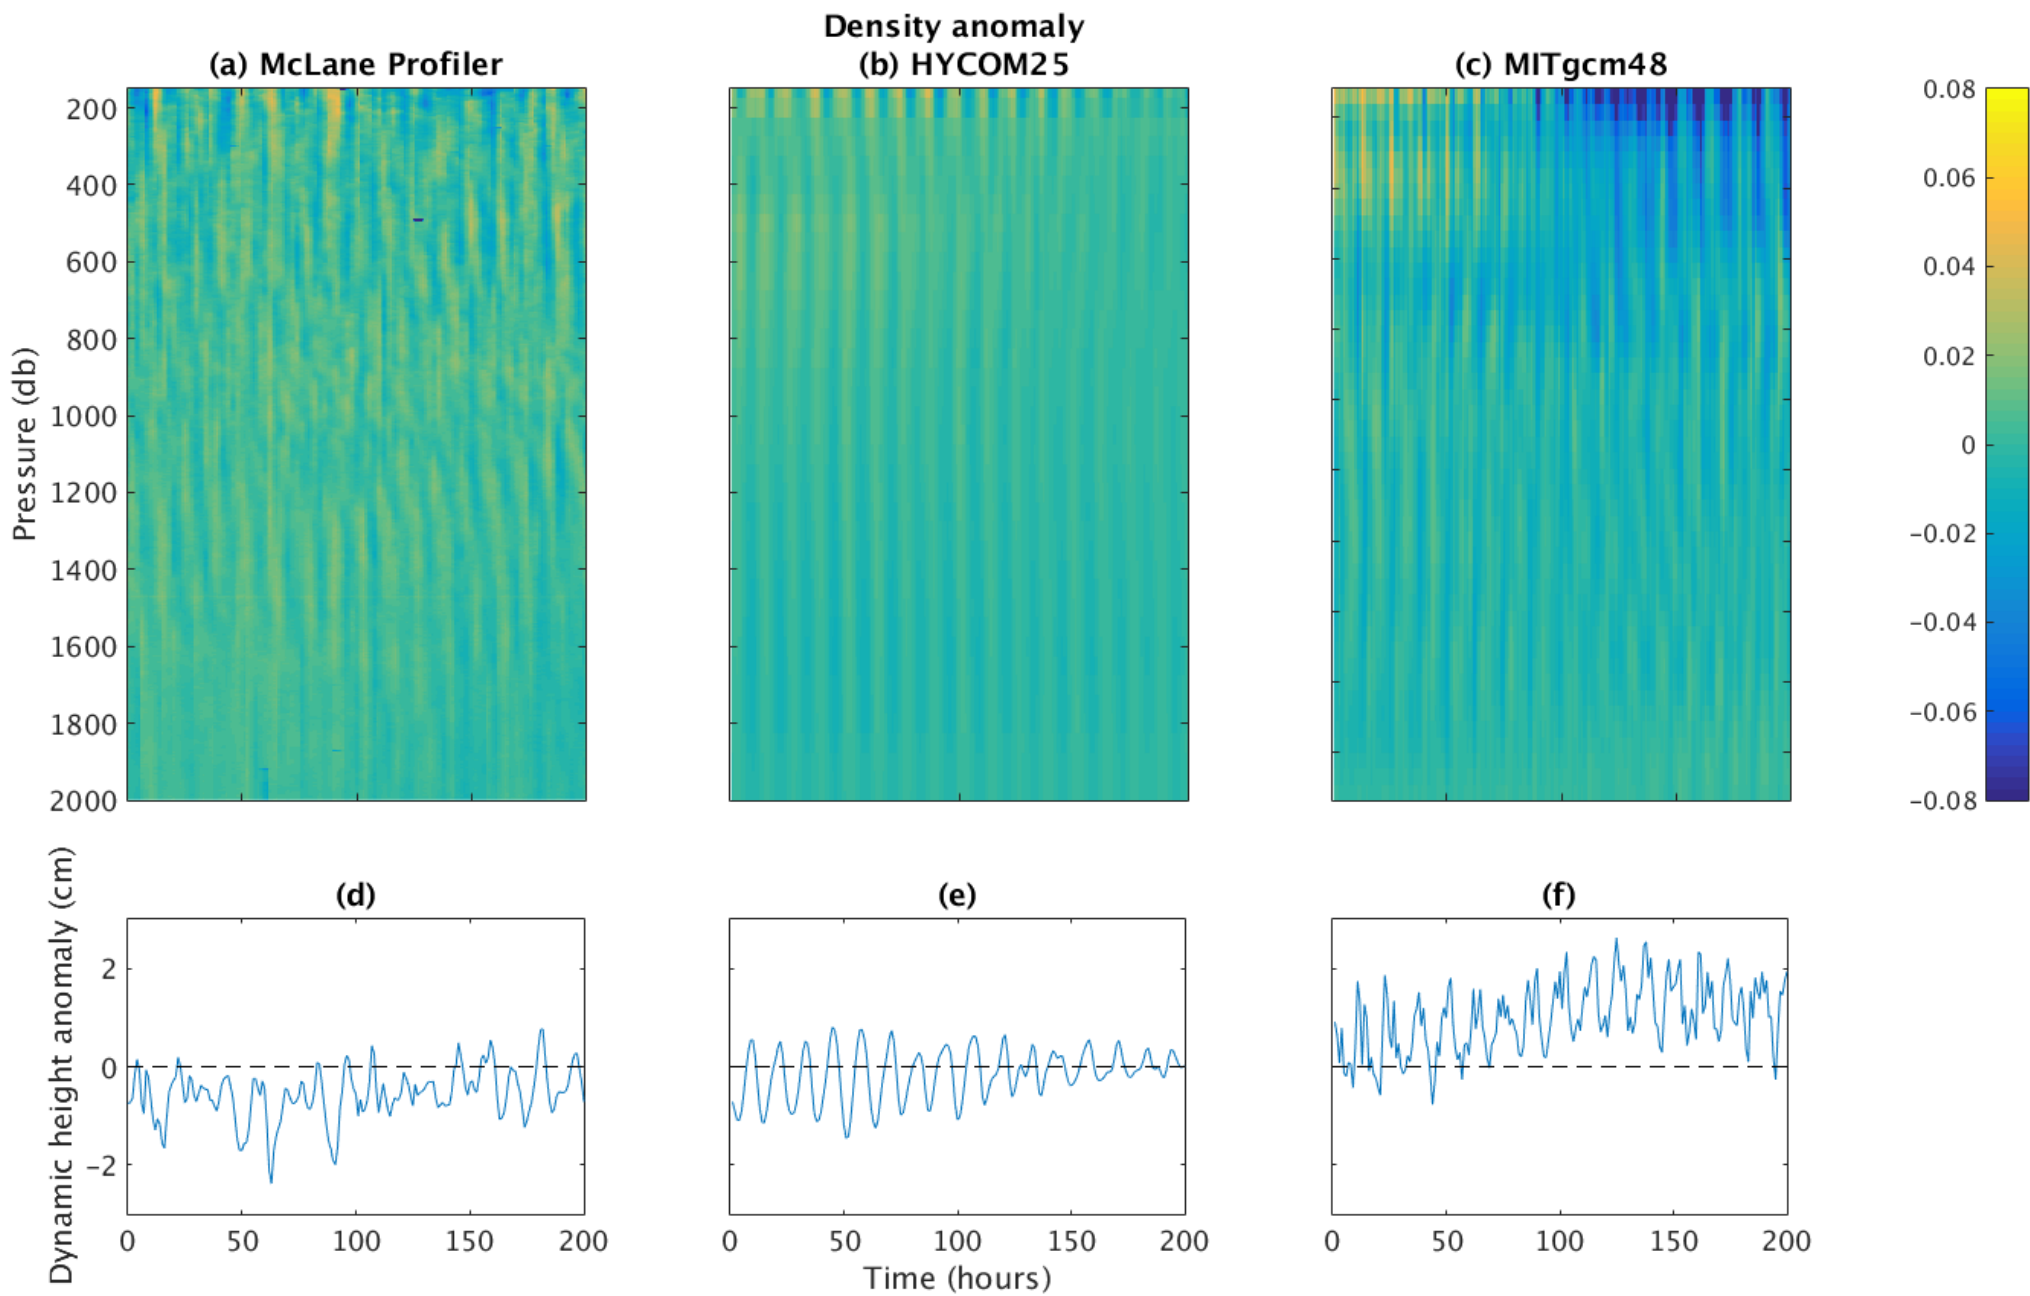 Density anomaly
(a) McLane Profiler
(b) HYCOM25
(c) MITgcm48
Pressure (db)
200
400
600
800
1000
1200
1400
1600
1800
2000
0.08
0.06
0.04
0.02
0
−0.02
−0.04
−0.06
−0.08
(d)
(e)
(f)
Dynamic height anomaly (cm)
2
0
−2
0 50 100 150 200
0 50 100 150 200
0 50 100 150 200
Time (hours)